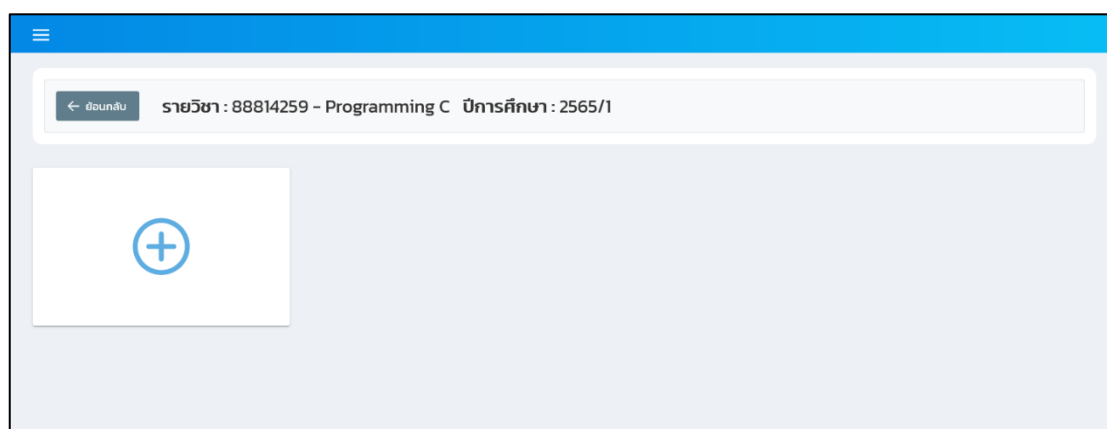 ย้อนกลับ รายวิชา : 88814259 - Programming C ปีการศึกษา : 2565/1